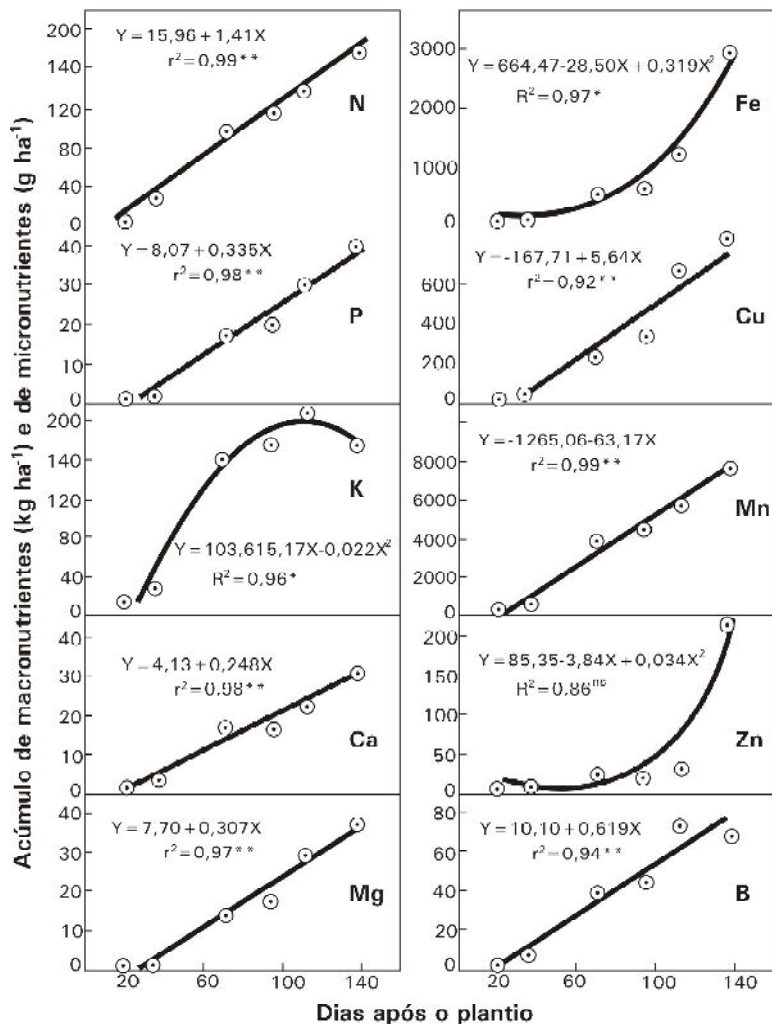 Acúmulo de macronutrientes (kg ha⁻¹) e de micronutrientes (g ha⁻¹)
200
140
120
80
40
0
Y=15,96+1,41X
r²=0,99**
N
40
30
20
10
0
Y=8,07+0,335X
r²=0,98**
P
200
140
120
80
40
0
K
Y=103,615,17X-0,022X²
R²=0,96*
40
30
20
10
0
Y=4,13+0,248X
r²=0,98**
Ca
40
30
20
10
0
Y=7,70+0,307X
r²=0,97**
Mg
20 60 100 140
3000
2000
1000
0
Y=664,47-28,50X+0,319X²
R²=0,97*
Fe
600
400
200
0
Y=-167,71+5,64X
r²=0,92**
Cu
8000
6000
4000
2000
0
Y=-1265,06-63,17X
r²=0,99**
Mn
200
150
100
50
0
Y=85,35-3,84X+0,034X²
R²=0,86ns
Zn
80
60
40
20
0
Y=10,10+0,619X
r²=0,94**
B
20 60 100 140
Dias após o plantio